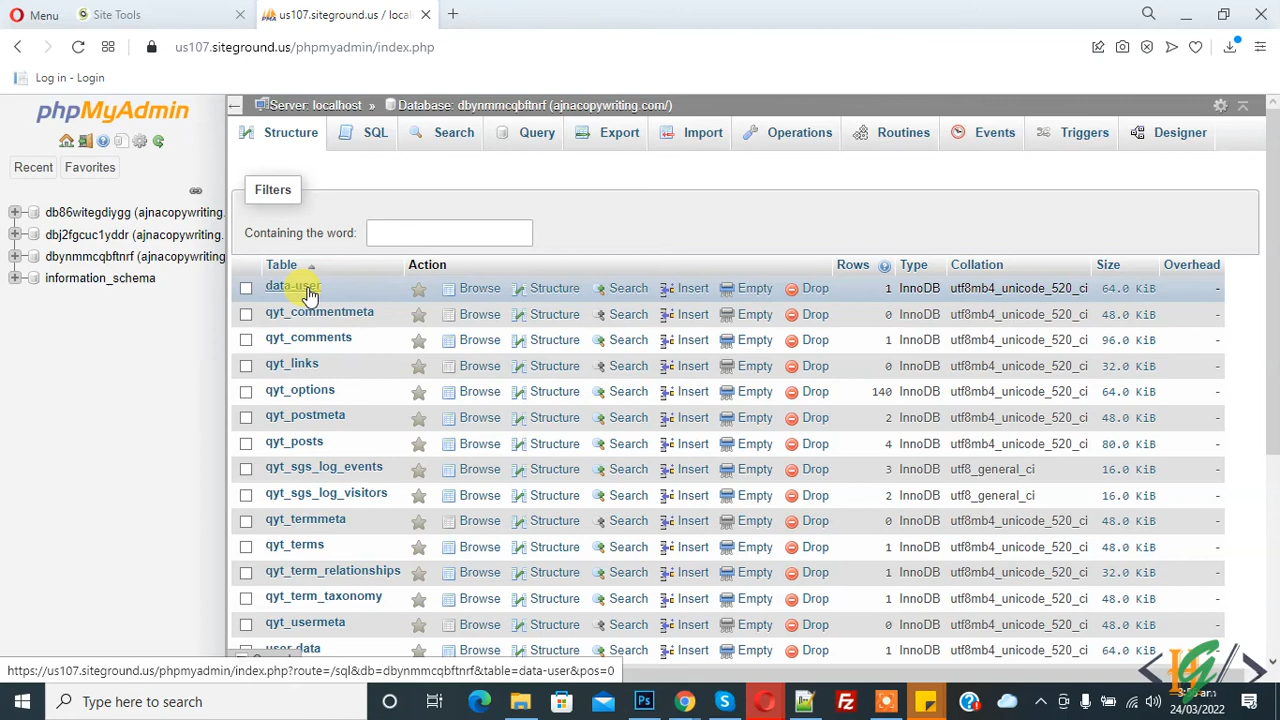 Menu Site Tools us107.siteground.us / local
us107.siteground.us/phpmyadmin/index.php
Log in - Login
phpMyAdmin
Recent Favorites
db86witegdiygg (ajnacopywriting.
dbj2fgcuc1yddr (ajnacopywriting.
dbynmmcqbftnrf (ajnacopywriting
information_schema
Server: localhost » Database: dbynmmcqbftnrf (ajnacopywriting.com/)
Structure SQL Search Query Export Import Operations Routines Events Triggers Designer
Filters
Containing the word:
Table Action Rows Type Collation Size Overhead
data-user Browse Structure Search Insert Empty Drop 1 InnoDB utf8mb4_unicode_520_ci 64.0 KiB -
qyt_commentmeta Browse Structure Search Insert Empty Drop 0 InnoDB utf8mb4_unicode_520_ci 48.0 KiB -
qyt_comments Browse Structure Search Insert Empty Drop 1 InnoDB utf8mb4_unicode_520_ci 96.0 KiB -
qyt_links Browse Structure Search Insert Empty Drop 0 InnoDB utf8mb4_unicode_520_ci 32.0 KiB -
qyt_options Browse Structure Search Insert Empty Drop 140 InnoDB utf8mb4_unicode_520_ci 64.0 KiB -
qyt_postmeta Browse Structure Search Insert Empty Drop 2 InnoDB utf8mb4_unicode_520_ci 48.0 KiB -
qyt_posts Browse Structure Search Insert Empty Drop 4 InnoDB utf8mb4_unicode_520_ci 80.0 KiB -
qyt_sgs_log_events Browse Structure Search Insert Empty Drop 3 InnoDB utf8_general_ci 16.0 KiB -
qyt_sgs_log_visitors Browse Structure Search Insert Empty Drop 2 InnoDB utf8_general_ci 16.0 KiB -
qyt_termmeta Browse Structure Search Insert Empty Drop 0 InnoDB utf8mb4_unicode_520_ci 48.0 KiB -
qyt_terms Browse Structure Search Insert Empty Drop 1 InnoDB utf8mb4_unicode_520_ci 48.0 KiB -
qyt_term_relationships Browse Structure Search Insert Empty Drop 1 InnoDB utf8mb4_unicode_520_ci 32.0 KiB -
qyt_term_taxonomy Browse Structure Search Insert Empty Drop 1 InnoDB utf8mb4_unicode_520_ci 48.0 KiB -
qyt_usermeta Browse Structure Search Insert Empty Drop 0 InnoDB utf8mb4_unicode_520_ci 48.0 KiB -
user_data Browse Structure Search Insert Empty Drop 1 InnoDB utf8mb4_unicode_520_ci
https://us107.siteground.us/phpmyadmin/index.php?route=/sql&db=dbynmmcqbftnrf&table=data-user&pos=0
Type here to search
24/03/2022